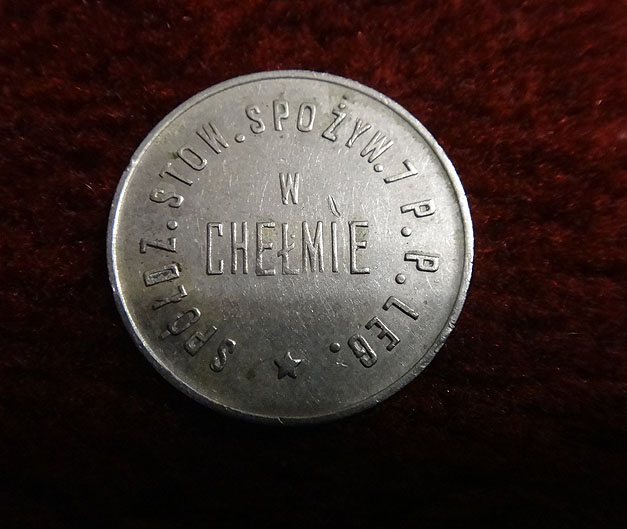 SPÓŁDZ. STOW. SPOŻYW. 7 P. P. LEG.
W
CHEŁMIE